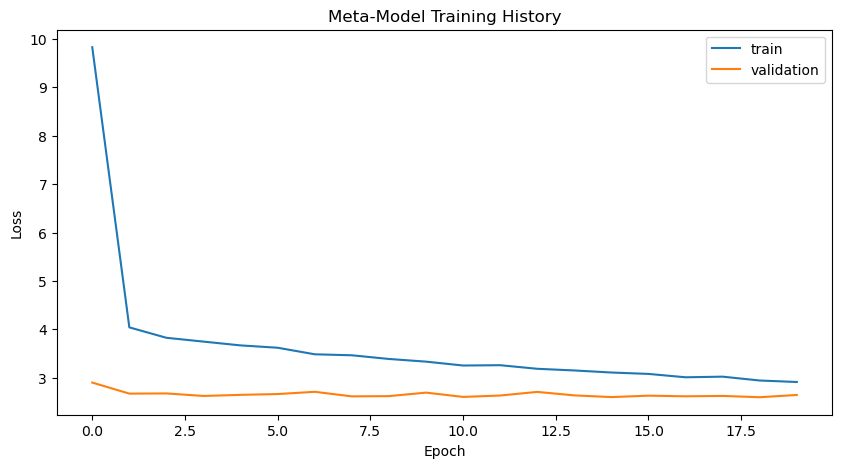 Meta-Model Training History
10
9
8
7
6
5
4
3
Loss
train
validation
0.0 2.5 5.0 7.5 10.0 12.5 15.0 17.5
Epoch